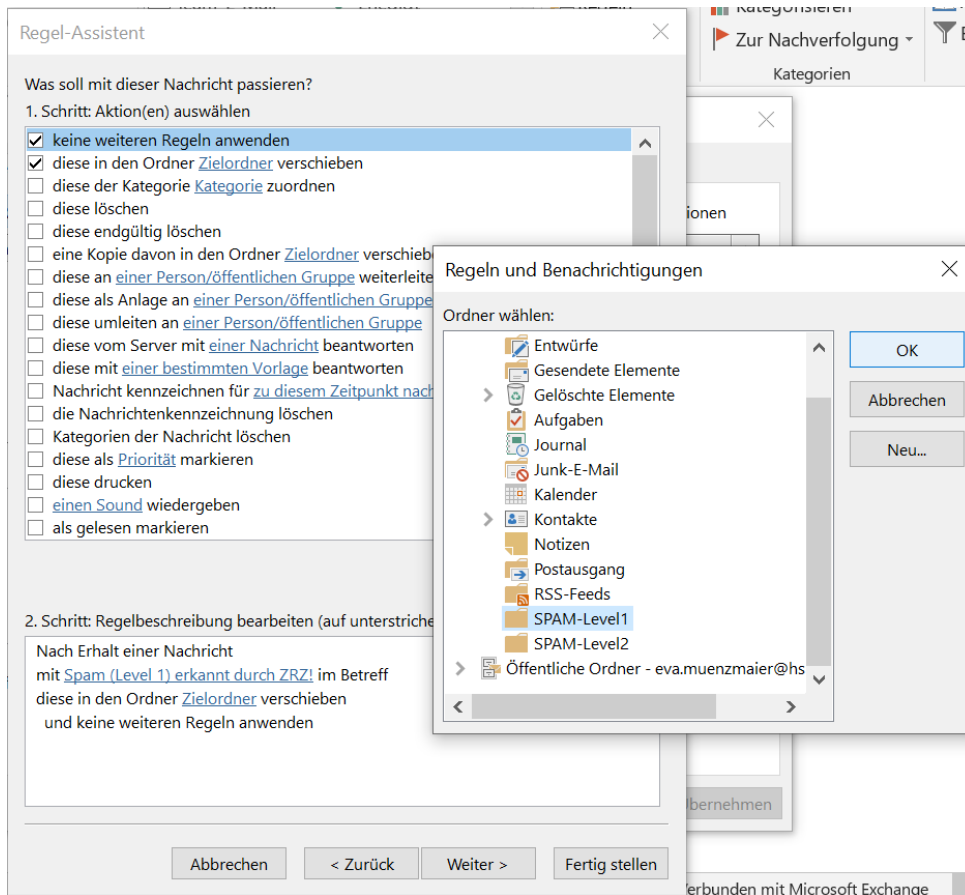 Kategorisieren
Zur Nachverfolgung
Kategorien
Regel-Assistent
Was soll mit dieser Nachricht passieren?
1. Schritt: Aktion(en) auswählen
keine weiteren Regeln anwenden
diese in den Ordner Zielordner verschieben
diese der Kategorie Kategorie zuordnen
diese löschen
diese endgültig löschen
eine Kopie davon in den Ordner Zielordner verschieb
diese an einer Person/öffentlichen Gruppe weiterleite
diese als Anlage an einer Person/öffentlichen Gruppe
diese umleiten an einer Person/öffentlichen Gruppe
diese vom Server mit einer Nachricht beantworten
diese mit einer bestimmten Vorlage beantworten
Nachricht kennzeichnen für zu diesem Zeitpunkt nach
die Nachrichtenkennzeichnung löschen
Kategorien der Nachricht löschen
diese als Priorität markieren
diese drucken
einen Sound wiedergeben
als gelesen markieren
2. Schritt: Regelbeschreibung bearbeiten (auf unterstriche
Nach Erhalt einer Nachricht
mit Spam (Level 1) erkannt durch ZRZ! im Betreff
diese in den Ordner Zielordner verschieben
und keine weiteren Regeln anwenden
Abbrechen
< Zurück
Weiter >
Fertig stellen
ionen
Regeln und Benachrichtigungen
Ordner wählen:
Entwürfe
Gesendete Elemente
Gelöschte Elemente
Aufgaben
Journal
Junk-E-Mail
Kalender
Kontakte
Notizen
Postausgang
RSS-Feeds
SPAM-Level1
SPAM-Level2
Öffentliche Ordner - eva.muenzmaier@hs
OK
Abbrechen
Neu...
bernehmen
erbunden mit Microsoft Exchange